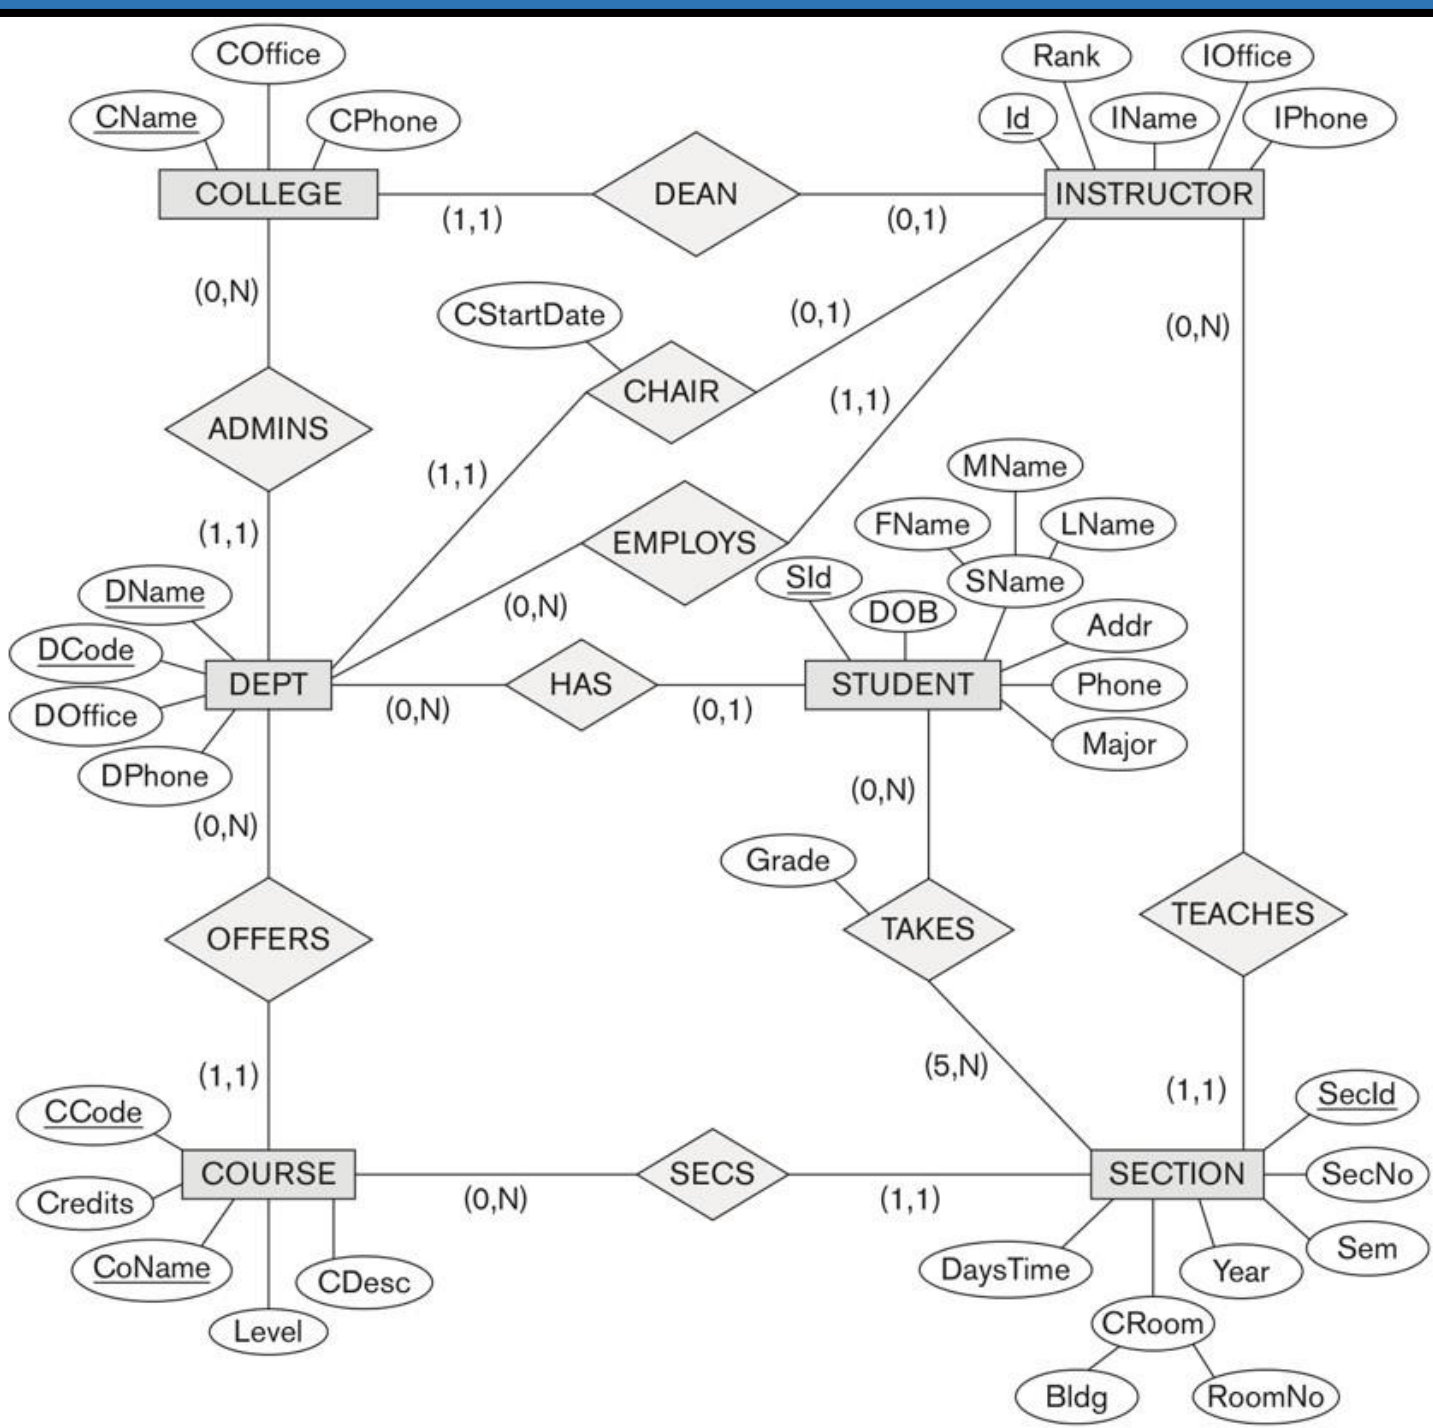 COffice
Rank
IOffice
CName
CPhone
Id
IName
IPhone
COLLEGE
DEAN
INSTRUCTOR
(1,1)
(0,1)
(0,N)
CStartDate
(0,1)
(0,N)
CHAIR
(1,1)
ADMINS
MName
(1,1)
FName
LName
(1,1)
EMPLOYS
SId
SName
DName
(0,N)
DOB
Addr
DCode
DEPT
HAS
STUDENT
Phone
DOffice
(0,N)
(0,1)
Major
DPhone
(0,N)
(0,N)
Grade
TEACHES
OFFERS
TAKES
(5,N)
(1,1)
(1,1)
SecId
CCode
COURSE
SECS
SECTION
SecNo
Credits
(0,N)
(1,1)
Sem
CoName
CDesc
DaysTime
Year
Level
CRoom
Bldg
RoomNo